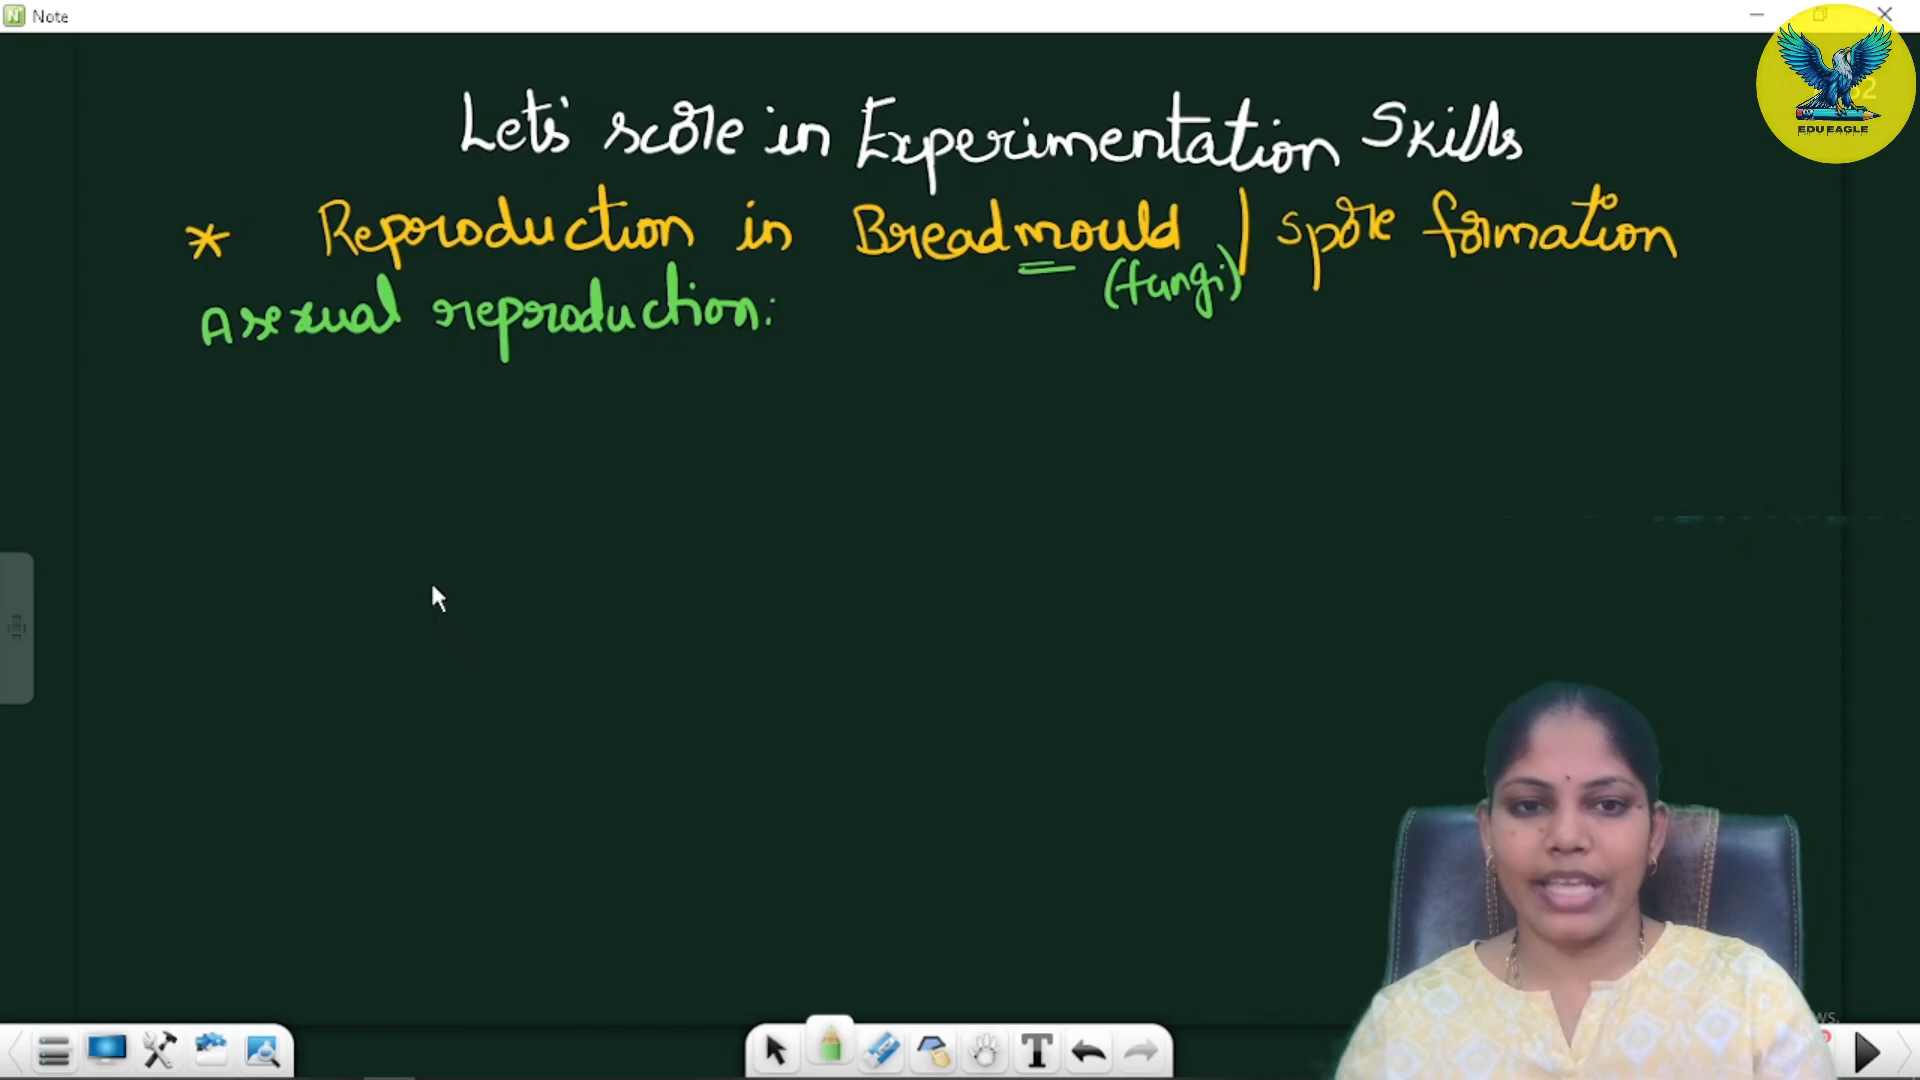 Note
EDU EAGLE
Let's score in Experimentation Skills
* Reproduction in Breadmould | Spore formation
(fungi)
Asexual reproduction:
T